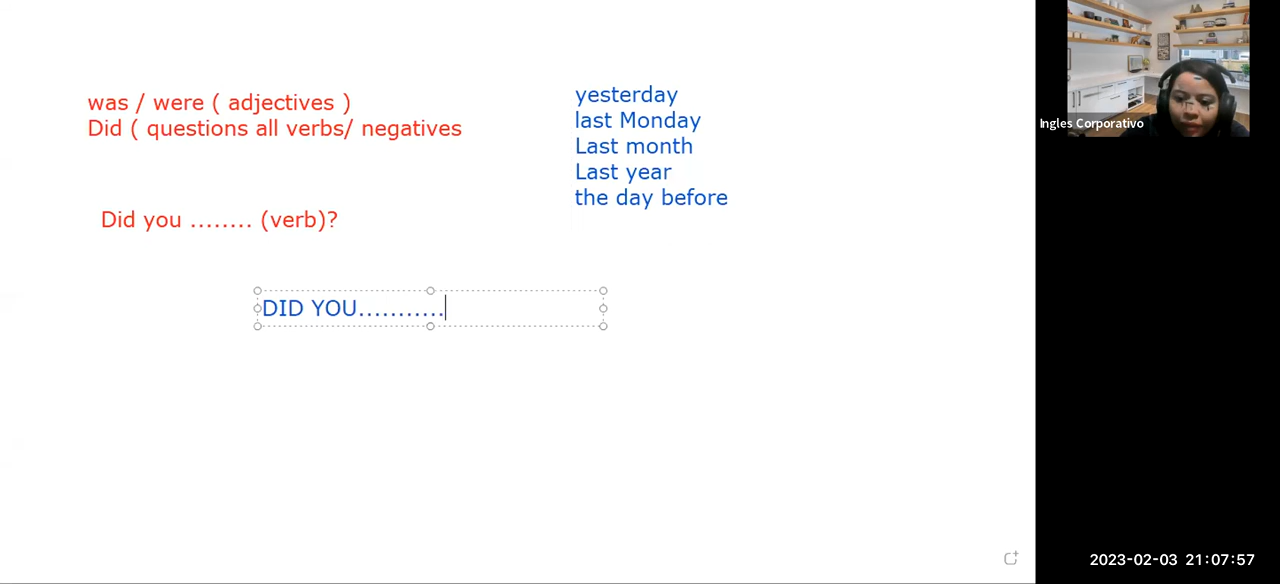 was / were ( adjectives )
Did ( questions all verbs/ negatives
yesterday
last Monday
Last month
Last year
the day before
Did you ........ (verb)?
DID YOU...........
Ingles Corporativo
2023-02-03 21:07:57